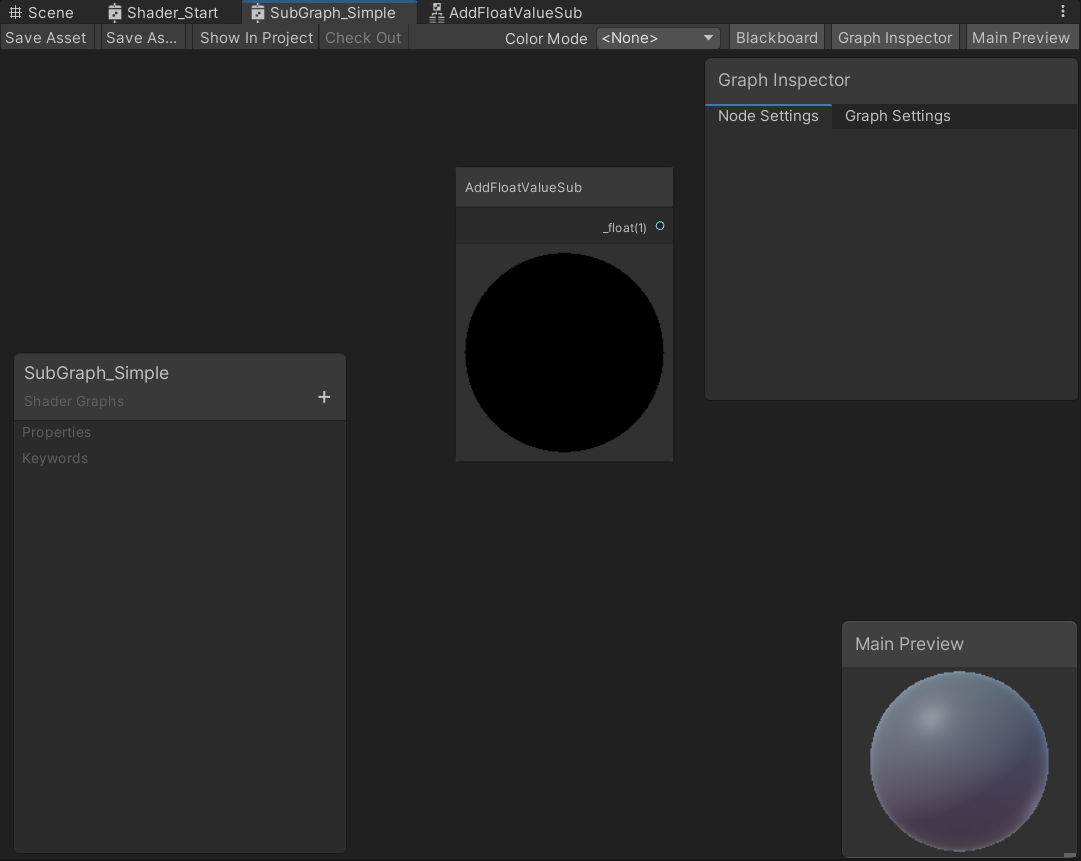 Scene Shader_Start SubGraph_Simple AddFloatValueSub
Save Asset Save As... Show In Project Check Out Color Mode <None> Blackboard Graph Inspector Main Preview
Graph Inspector
Node Settings Graph Settings
AddFloatValueSub
_float(1)
SubGraph_Simple
Shader Graphs
+
Properties
Keywords
Main Preview